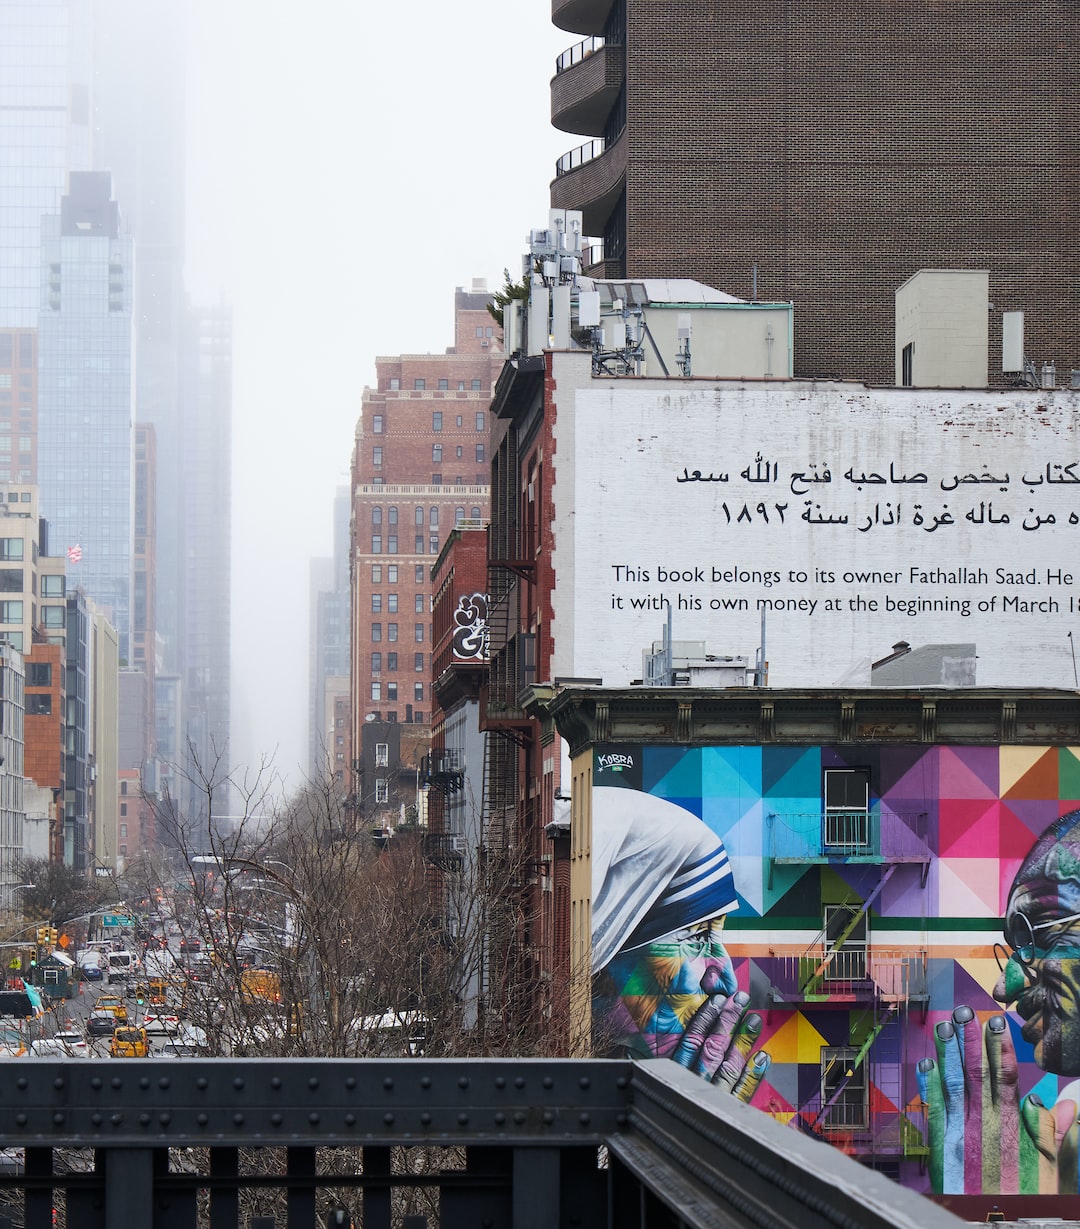 كتاب يخص صاحبه فتح الله سعد
من ماله غرة اذار سنة ١٨٩٢
This book belongs to its owner Fathallah Saad. He
it with his own money at the beginning of March 18
KOBRA